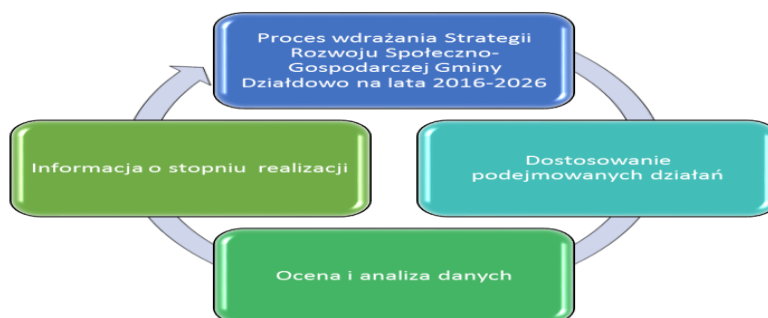 Proces wdrażania Strategii
Rozwoju Społeczno-
Gospodarczej Gminy
Działdowo na lata 2016-2026
Informacja o stopniu realizacji
Dostosowanie
podejmowanych działań
Ocena i analiza danych